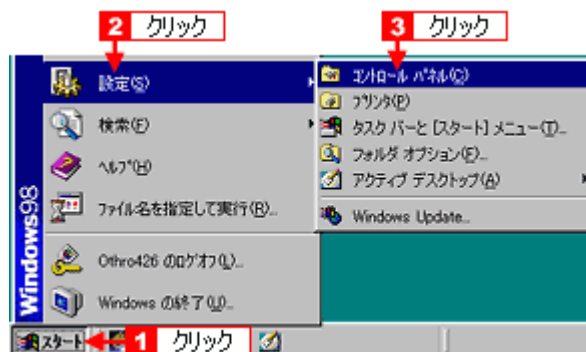 2 クリック
3 クリック
設定(S)
検索(F)
ヘルプ(H)
ファイル名を指定して実行(R)...
Othro426 のログオフ(L)...
Windows の終了(U)...
Windows98
コントロール パネル(C)
プリンタ(P)
タスク バーと [スタート] メニュー(T)...
フォルダ オプション(F)...
アクティブ デスクトップ(A)
Windows Update...
スタート
1 クリック